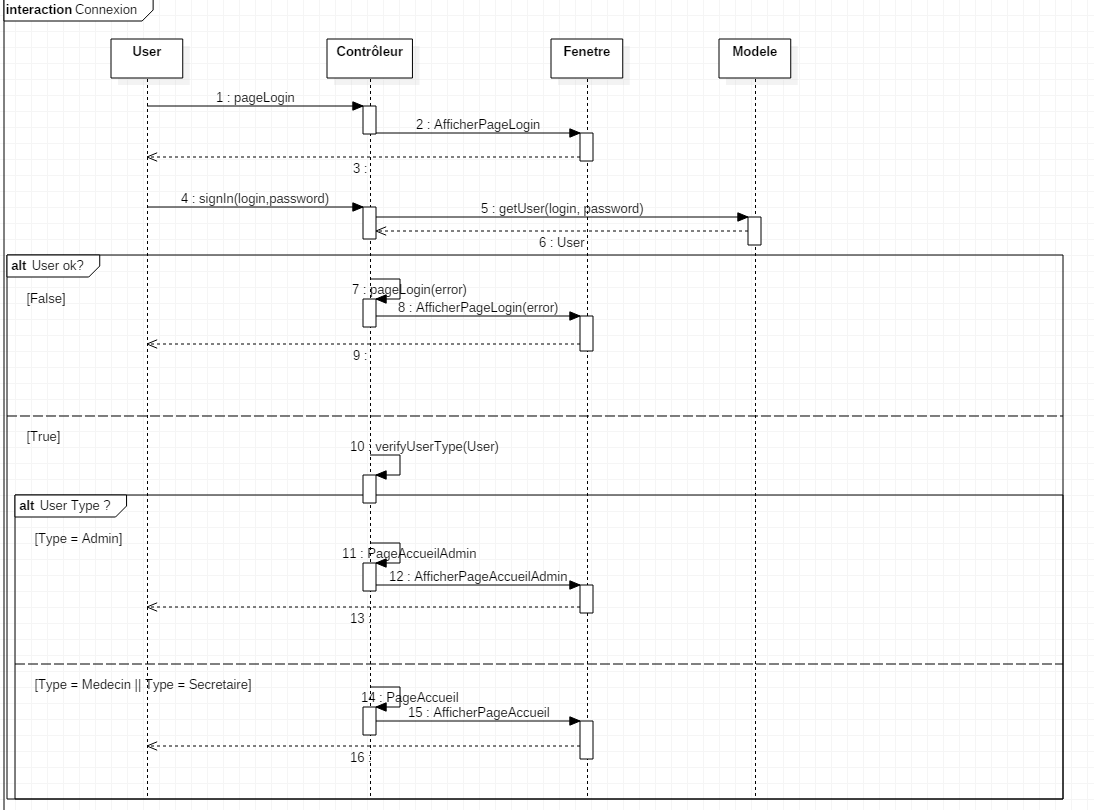 interaction Connexion
User
Contrôleur
Fenetre
Modele
1 : pageLogin
2 : AfficherPageLogin
3 :
4 : signIn(login,password)
5 : getUser(login, password)
6 : User
alt User ok?
7 : pageLogin(error)
[False]
8 : AfficherPageLogin(error)
9 :
[True]
10 : verifyUserType(User)
alt User Type ?
[Type = Admin]
11 : PageAccueilAdmin
12 : AfficherPageAccueilAdmin
13 :
[Type = Medecin || Type = Secretaire]
14 : PageAccueil
15 : AfficherPageAccueil
16 :